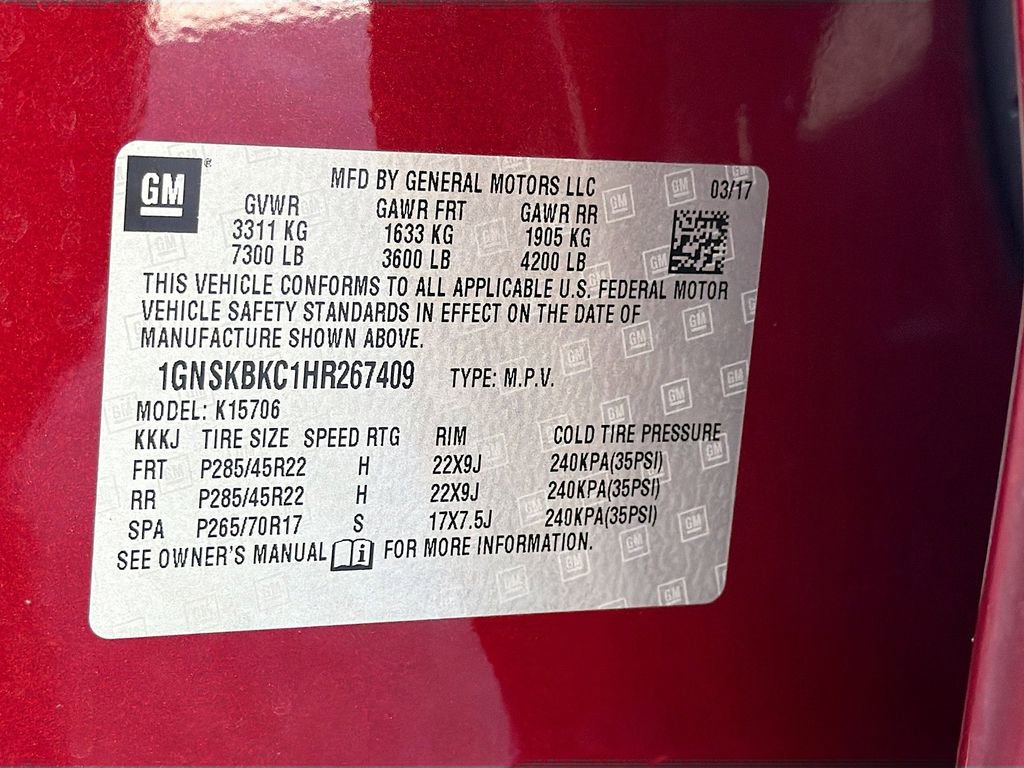 GM ®
MFD BY GENERAL MOTORS LLC 03/17
GVWR GAWR FRT GAWR RR
3311 KG 1633 KG 1905 KG
7300 LB 3600 LB 4200 LB
THIS VEHICLE CONFORMS TO ALL APPLICABLE U.S. FEDERAL MOTOR
VEHICLE SAFETY STANDARDS IN EFFECT ON THE DATE OF
MANUFACTURE SHOWN ABOVE.
1GNSKBKC1HR267409 TYPE: M.P.V.
MODEL: K15706
KKKJ TIRE SIZE SPEED RTG RIM COLD TIRE PRESSURE
FRT P285/45R22 H 22X9J 240KPA(35PSI)
RR P285/45R22 H 22X9J 240KPA(35PSI)
SPA P265/70R17 S 17X7.5J 240KPA(35PSI)
SEE OWNER'S MANUAL i FOR MORE INFORMATION.